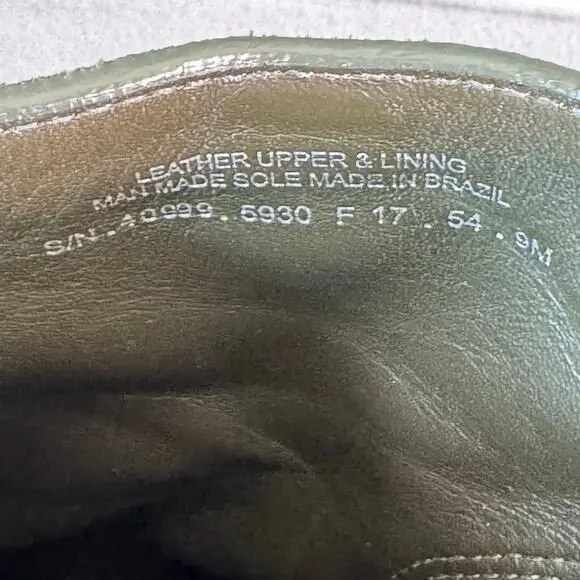 LEATHER UPPER & LINING
MAN MADE SOLE MADE IN BRAZIL
S/N. 40999. 5930 F 17 . 54 . 9M